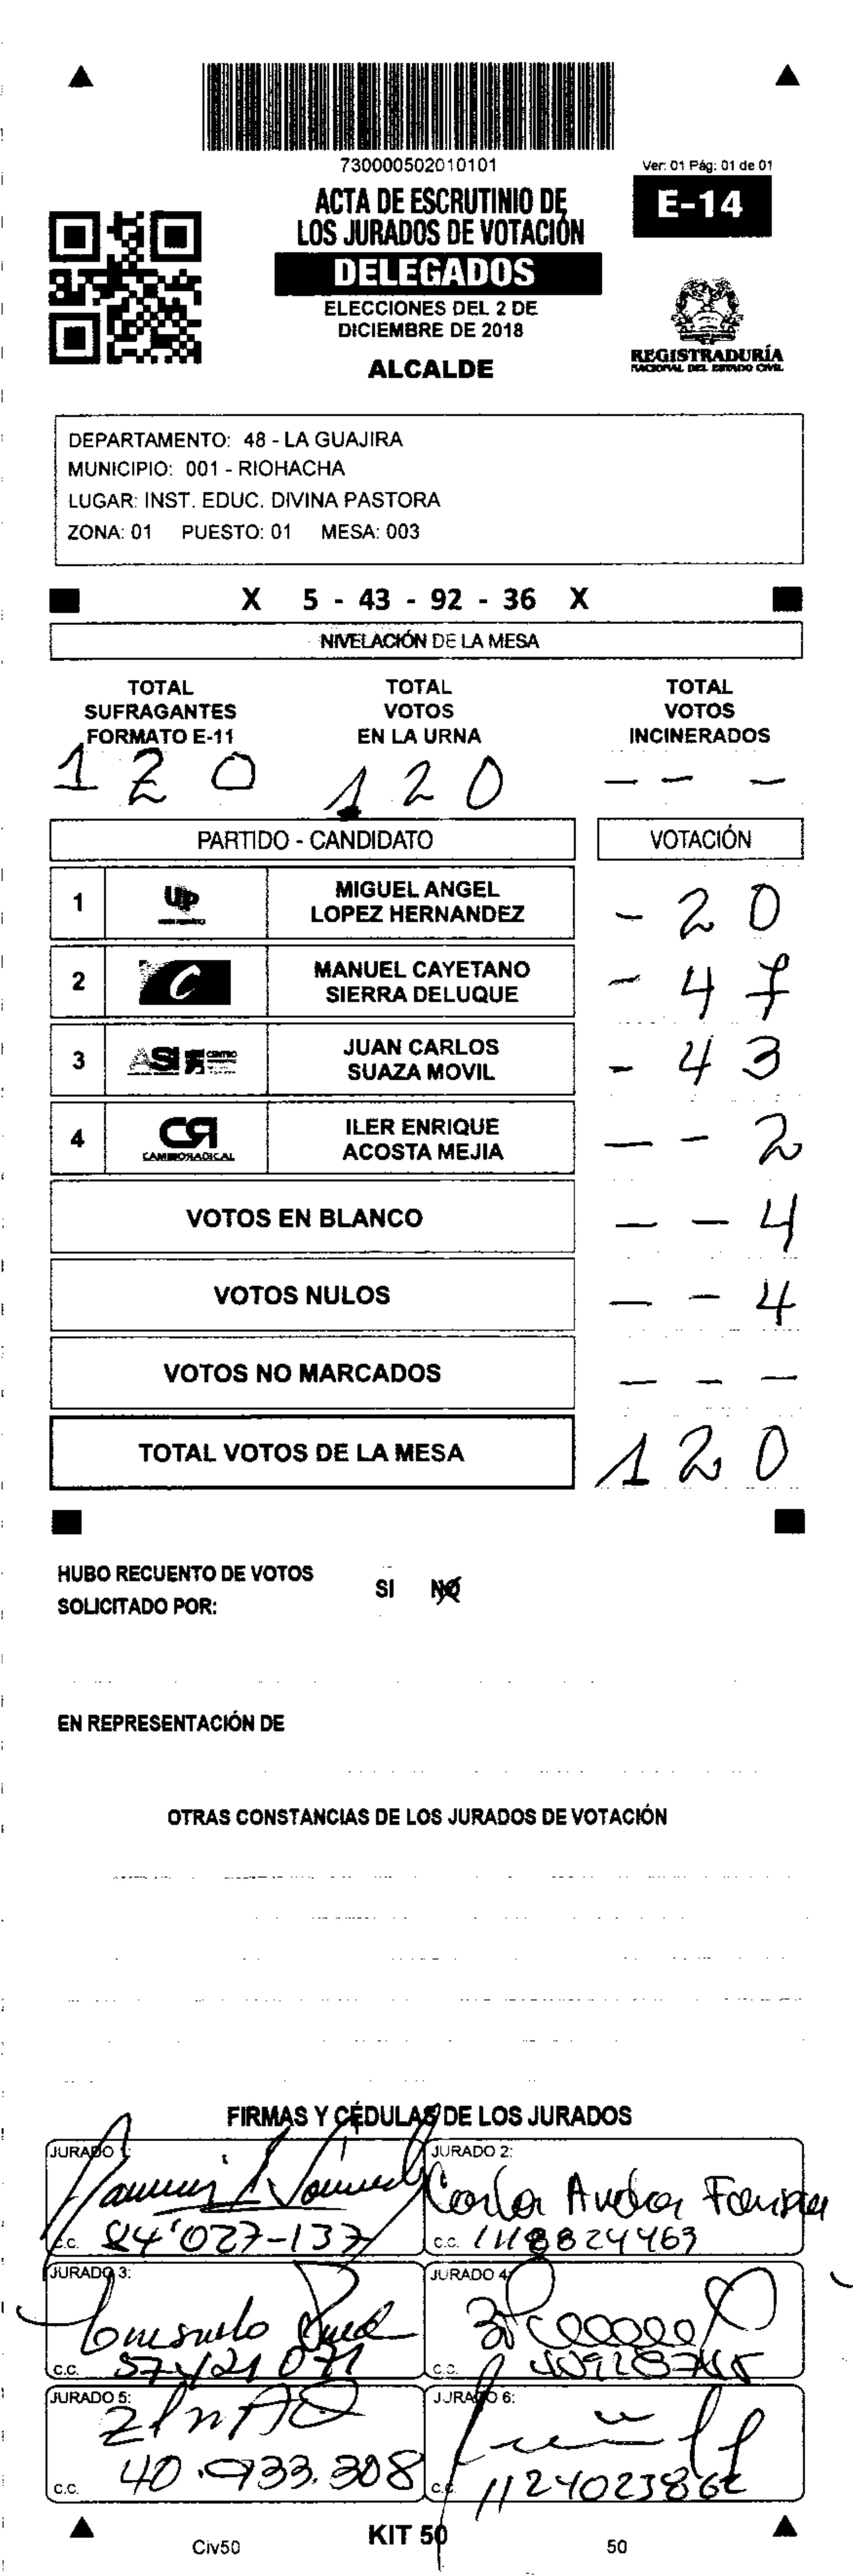 730000502010101
Ver: 01 Pág: 01 de 01
ACTA DE ESCRUTINIO DE
LOS JURADOS DE VOTACIÓN
E-14
DELEGADOS
ELECCIONES DEL 2 DE
DICIEMBRE DE 2018
ALCALDE
REGISTRADURÍA
NACIONAL DEL ESTADO CIVIL
DEPARTAMENTO: 48 - LA GUAJIRA
MUNICIPIO: 001 - RIOHACHA
LUGAR: INST. EDUC. DIVINA PASTORA
ZONA: 01 PUESTO: 01 MESA: 003
X 5 - 43 - 92 - 36 X
NIVELACIÓN DE LA MESA
TOTAL SUFRAGANTES FORMATO E-11
TOTAL VOTOS EN LA URNA
TOTAL VOTOS INCINERADOS
120 120 - - -
PARTIDO - CANDIDATO VOTACIÓN
1 UP MIGUEL ANGEL
LOPEZ HERNANDEZ - 20
2 C MANUEL CAYETANO
SIERRA DELUQUE - 47
3 ASI CENTRO JUAN CARLOS
SUAZA MOVIL - 43
4 CR CAMBIO RADICAL ILER ENRIQUE
ACOSTA MEJIA - - 2
VOTOS EN BLANCO - - 4
VOTOS NULOS - - 4
VOTOS NO MARCADOS - - -
TOTAL VOTOS DE LA MESA 120
HUBO RECUENTO DE VOTOS SI NO
SOLICITADO POR:
EN REPRESENTACIÓN DE
OTRAS CONSTANCIAS DE LOS JURADOS DE VOTACIÓN
FIRMAS Y CÉDULAS DE LOS JURADOS
JURADO 1:
c.c. 84'027-137
JURADO 2:
Carlos Andres
c.c. 1118824463
JURADO 3:
Consuelo
c.c.
JURADO 4:
c.c.
JURADO 5:
c.c. 40.933.308
JURADO 6:
c.c. 1124023862
Civ50 KIT 50 50